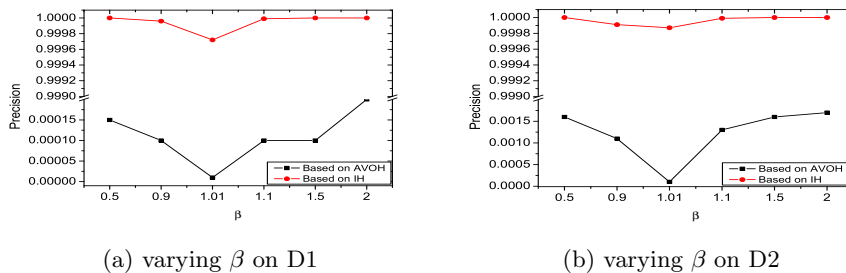 1.0000
0.9998
0.9996
0.9994
0.9992
0.9990
0.00015
0.00010
0.00005
0.00000
Precision
Based on AVOH
Based on IH
0.5 0.9 1.01 1.1 1.5 2
β
(a) varying β on D1
1.0000
0.9998
0.9996
0.9994
0.9992
0.9990
0.0015
0.0010
0.0005
0.0000
Precision
Based on AVOH
Based on IH
0.5 0.9 1.01 1.1 1.5 2
β
(b) varying β on D2